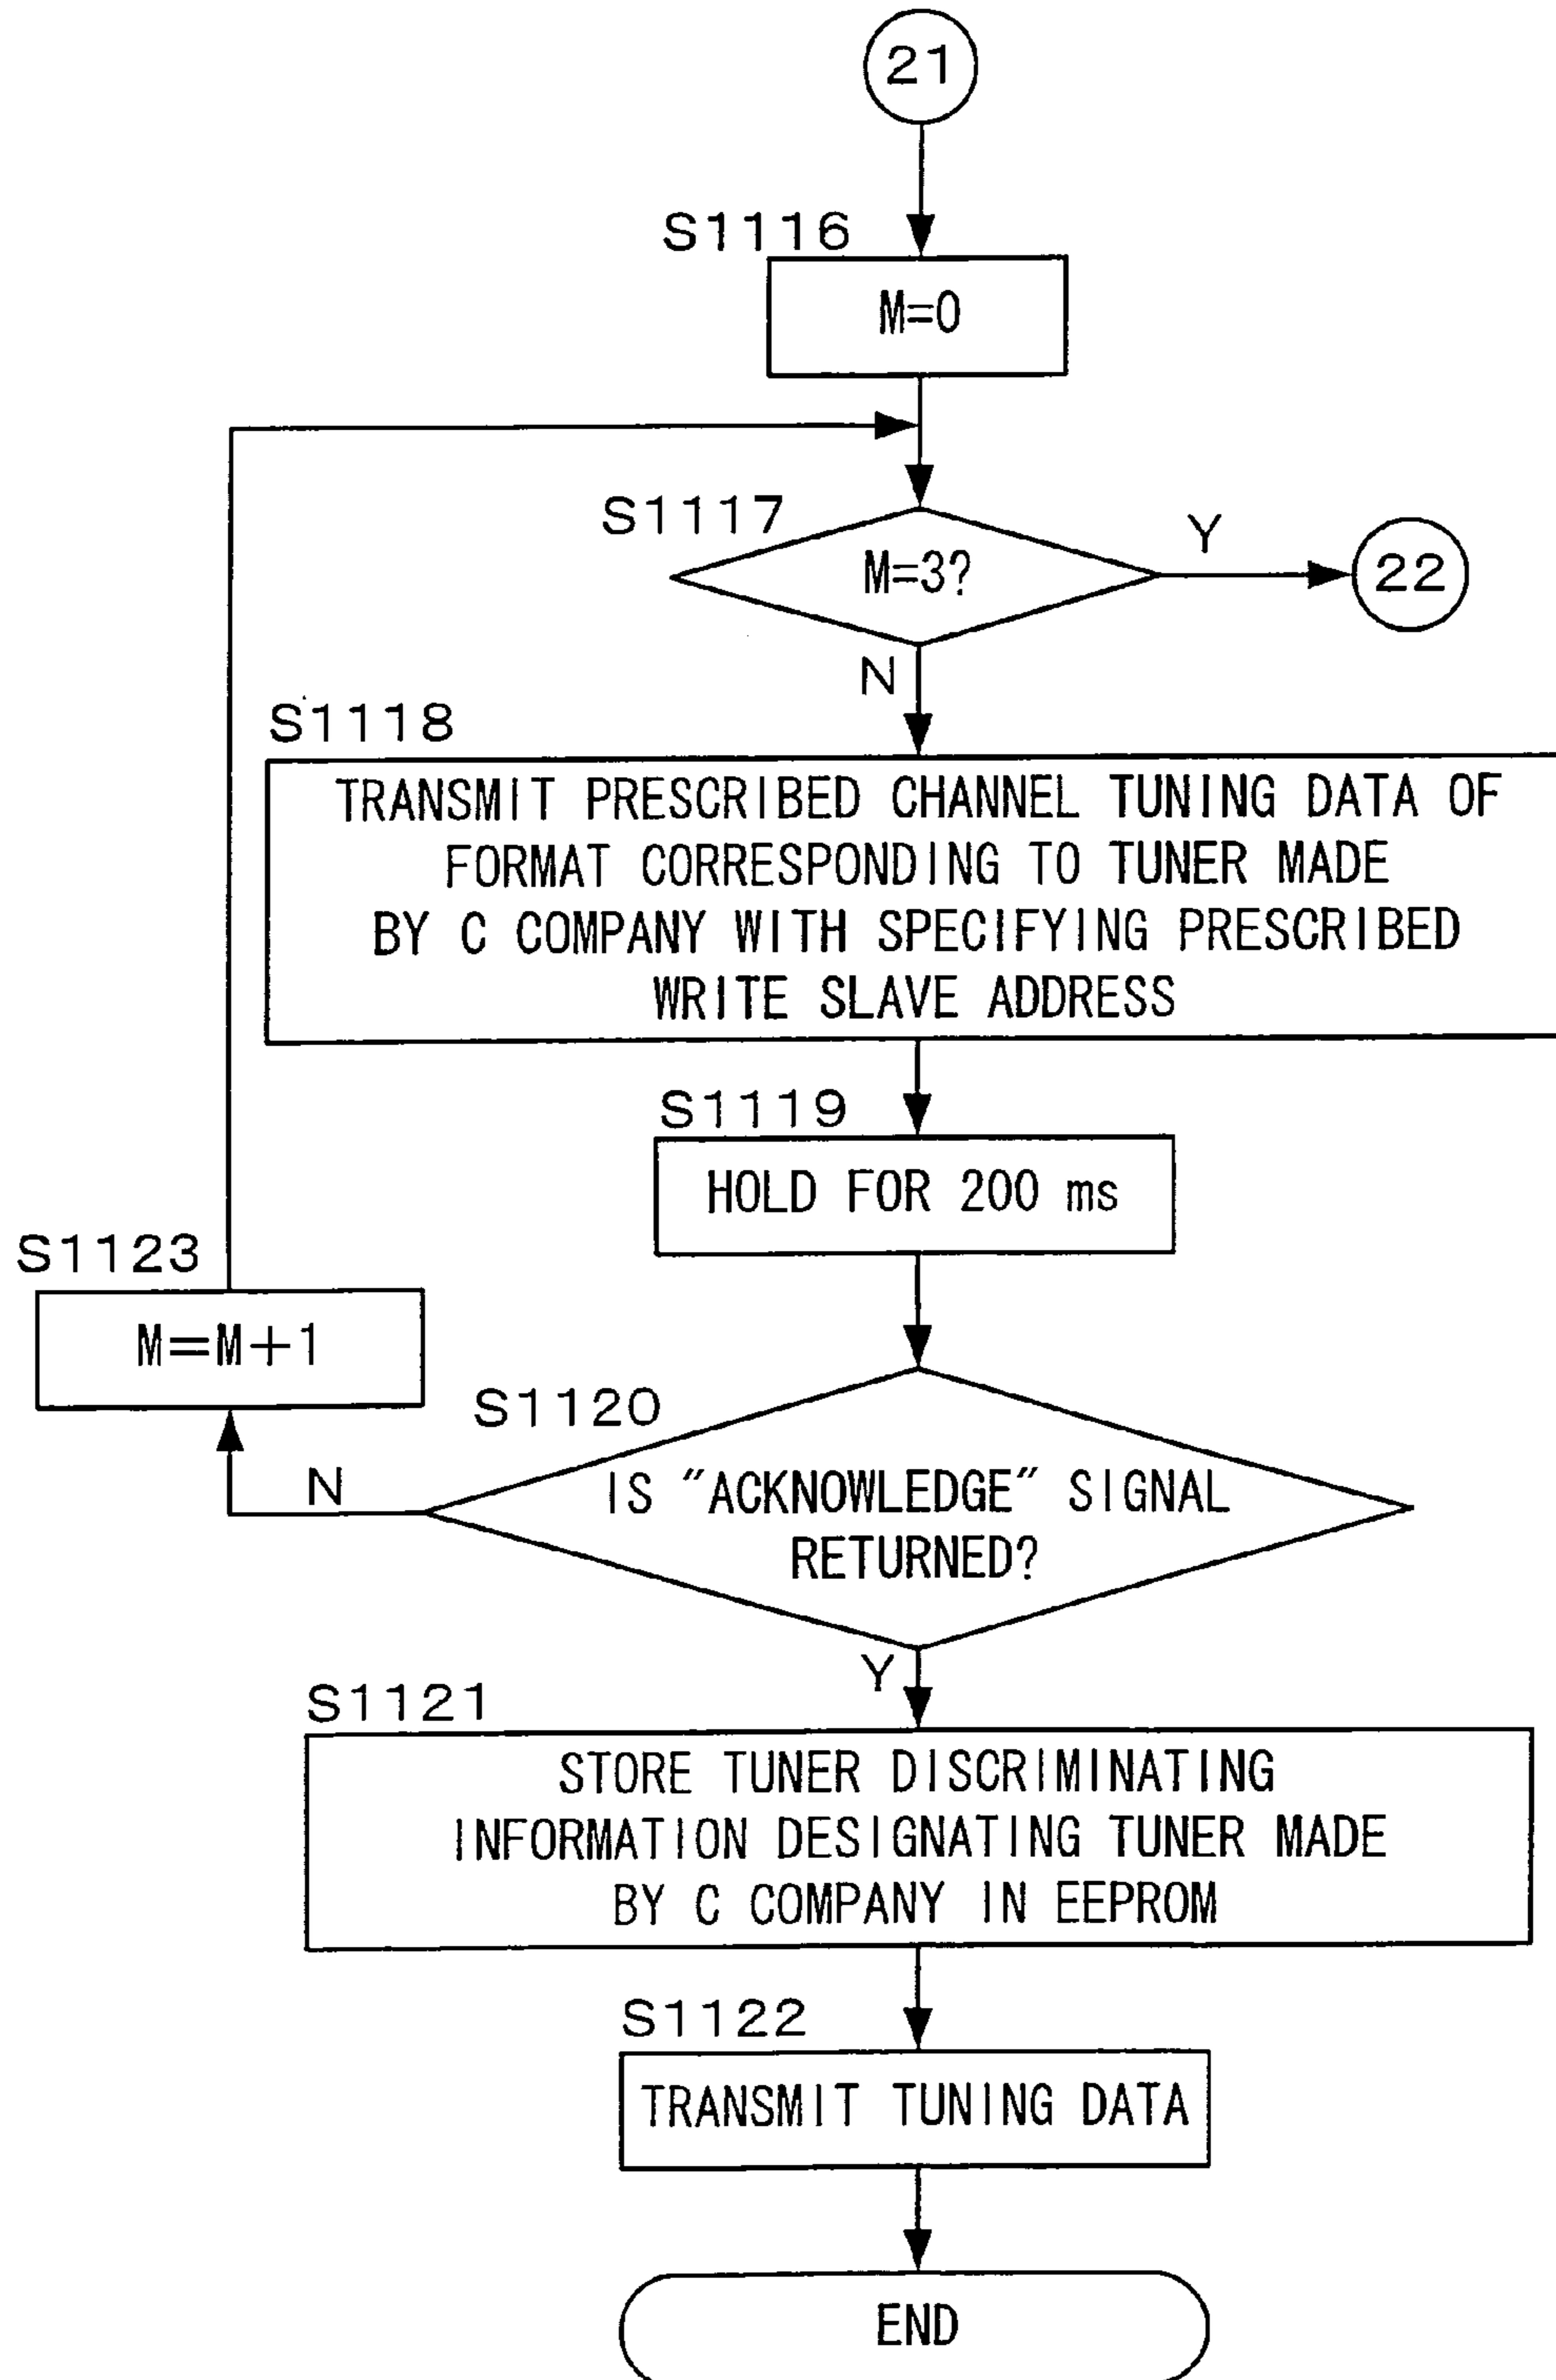 21
S1116
M=0
S1117
M=3?
Y
22
N
S1118
TRANSMIT PRESCRIBED CHANNEL TUNING DATA OF
FORMAT CORRESPONDING TO TUNER MADE
BY C COMPANY WITH SPECIFYING PRESCRIBED
WRITE SLAVE ADDRESS
S1119
HOLD FOR 200 ms
S1123
M=M+1
S1120
N
IS "ACKNOWLEDGE" SIGNAL
RETURNED?
Y
S1121
STORE TUNER DISCRIMINATING
INFORMATION DESIGNATING TUNER MADE
BY C COMPANY IN EEPROM
S1122
TRANSMIT TUNING DATA
END